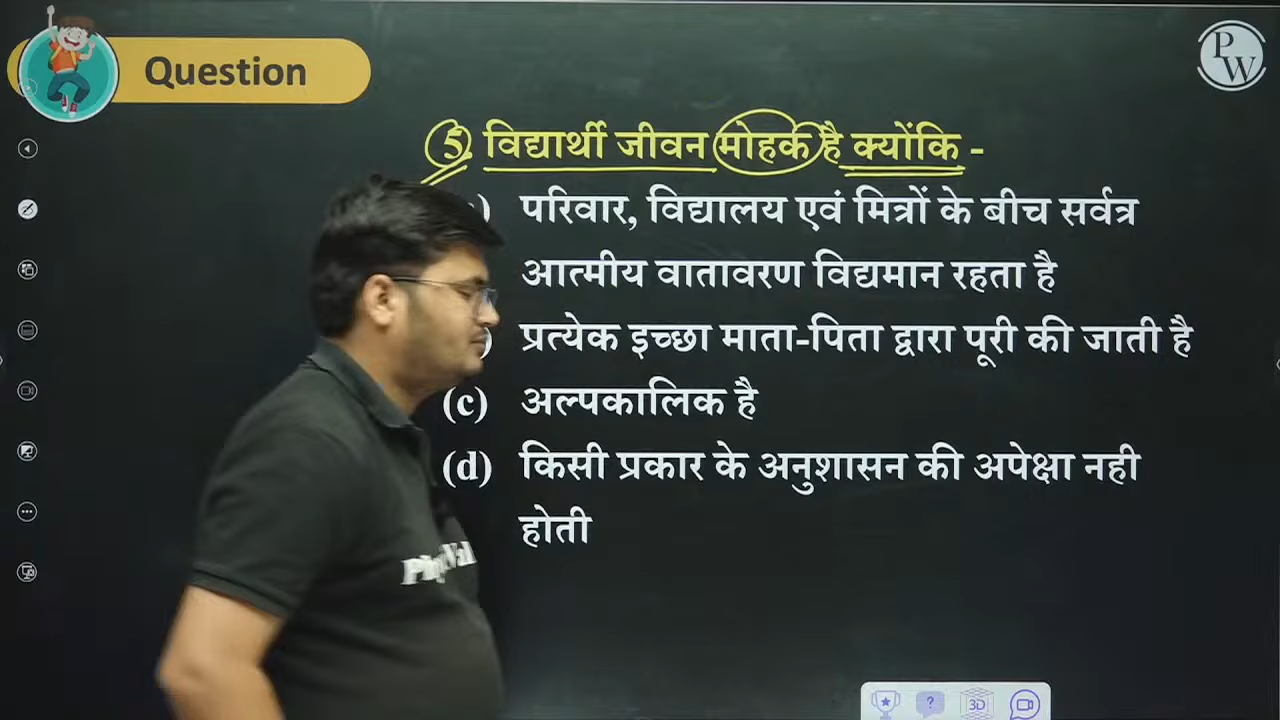 Question
PW
5. विद्यार्थी जीवन मोहक है क्योंकि -
परिवार, विद्यालय एवं मित्रों के बीच सर्वत्र
आत्मीय वातावरण विद्यमान रहता है
प्रत्येक इच्छा माता-पिता द्वारा पूरी की जाती है
(c) अल्पकालिक है
(d) किसी प्रकार के अनुशासन की अपेक्षा नही
होती
3D